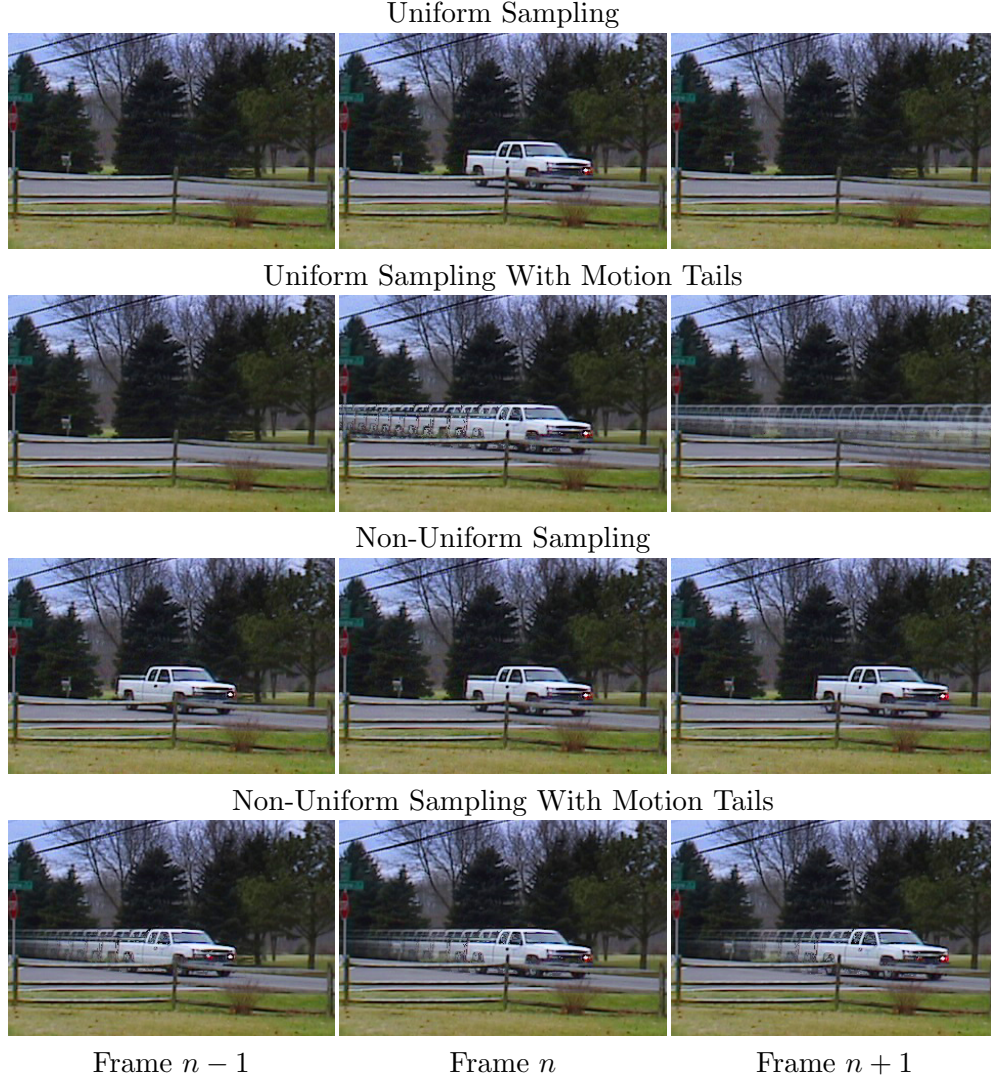 Uniform Sampling
Uniform Sampling With Motion Tails
Non-Uniform Sampling
Non-Uniform Sampling With Motion Tails
Frame n − 1 Frame n Frame n + 1